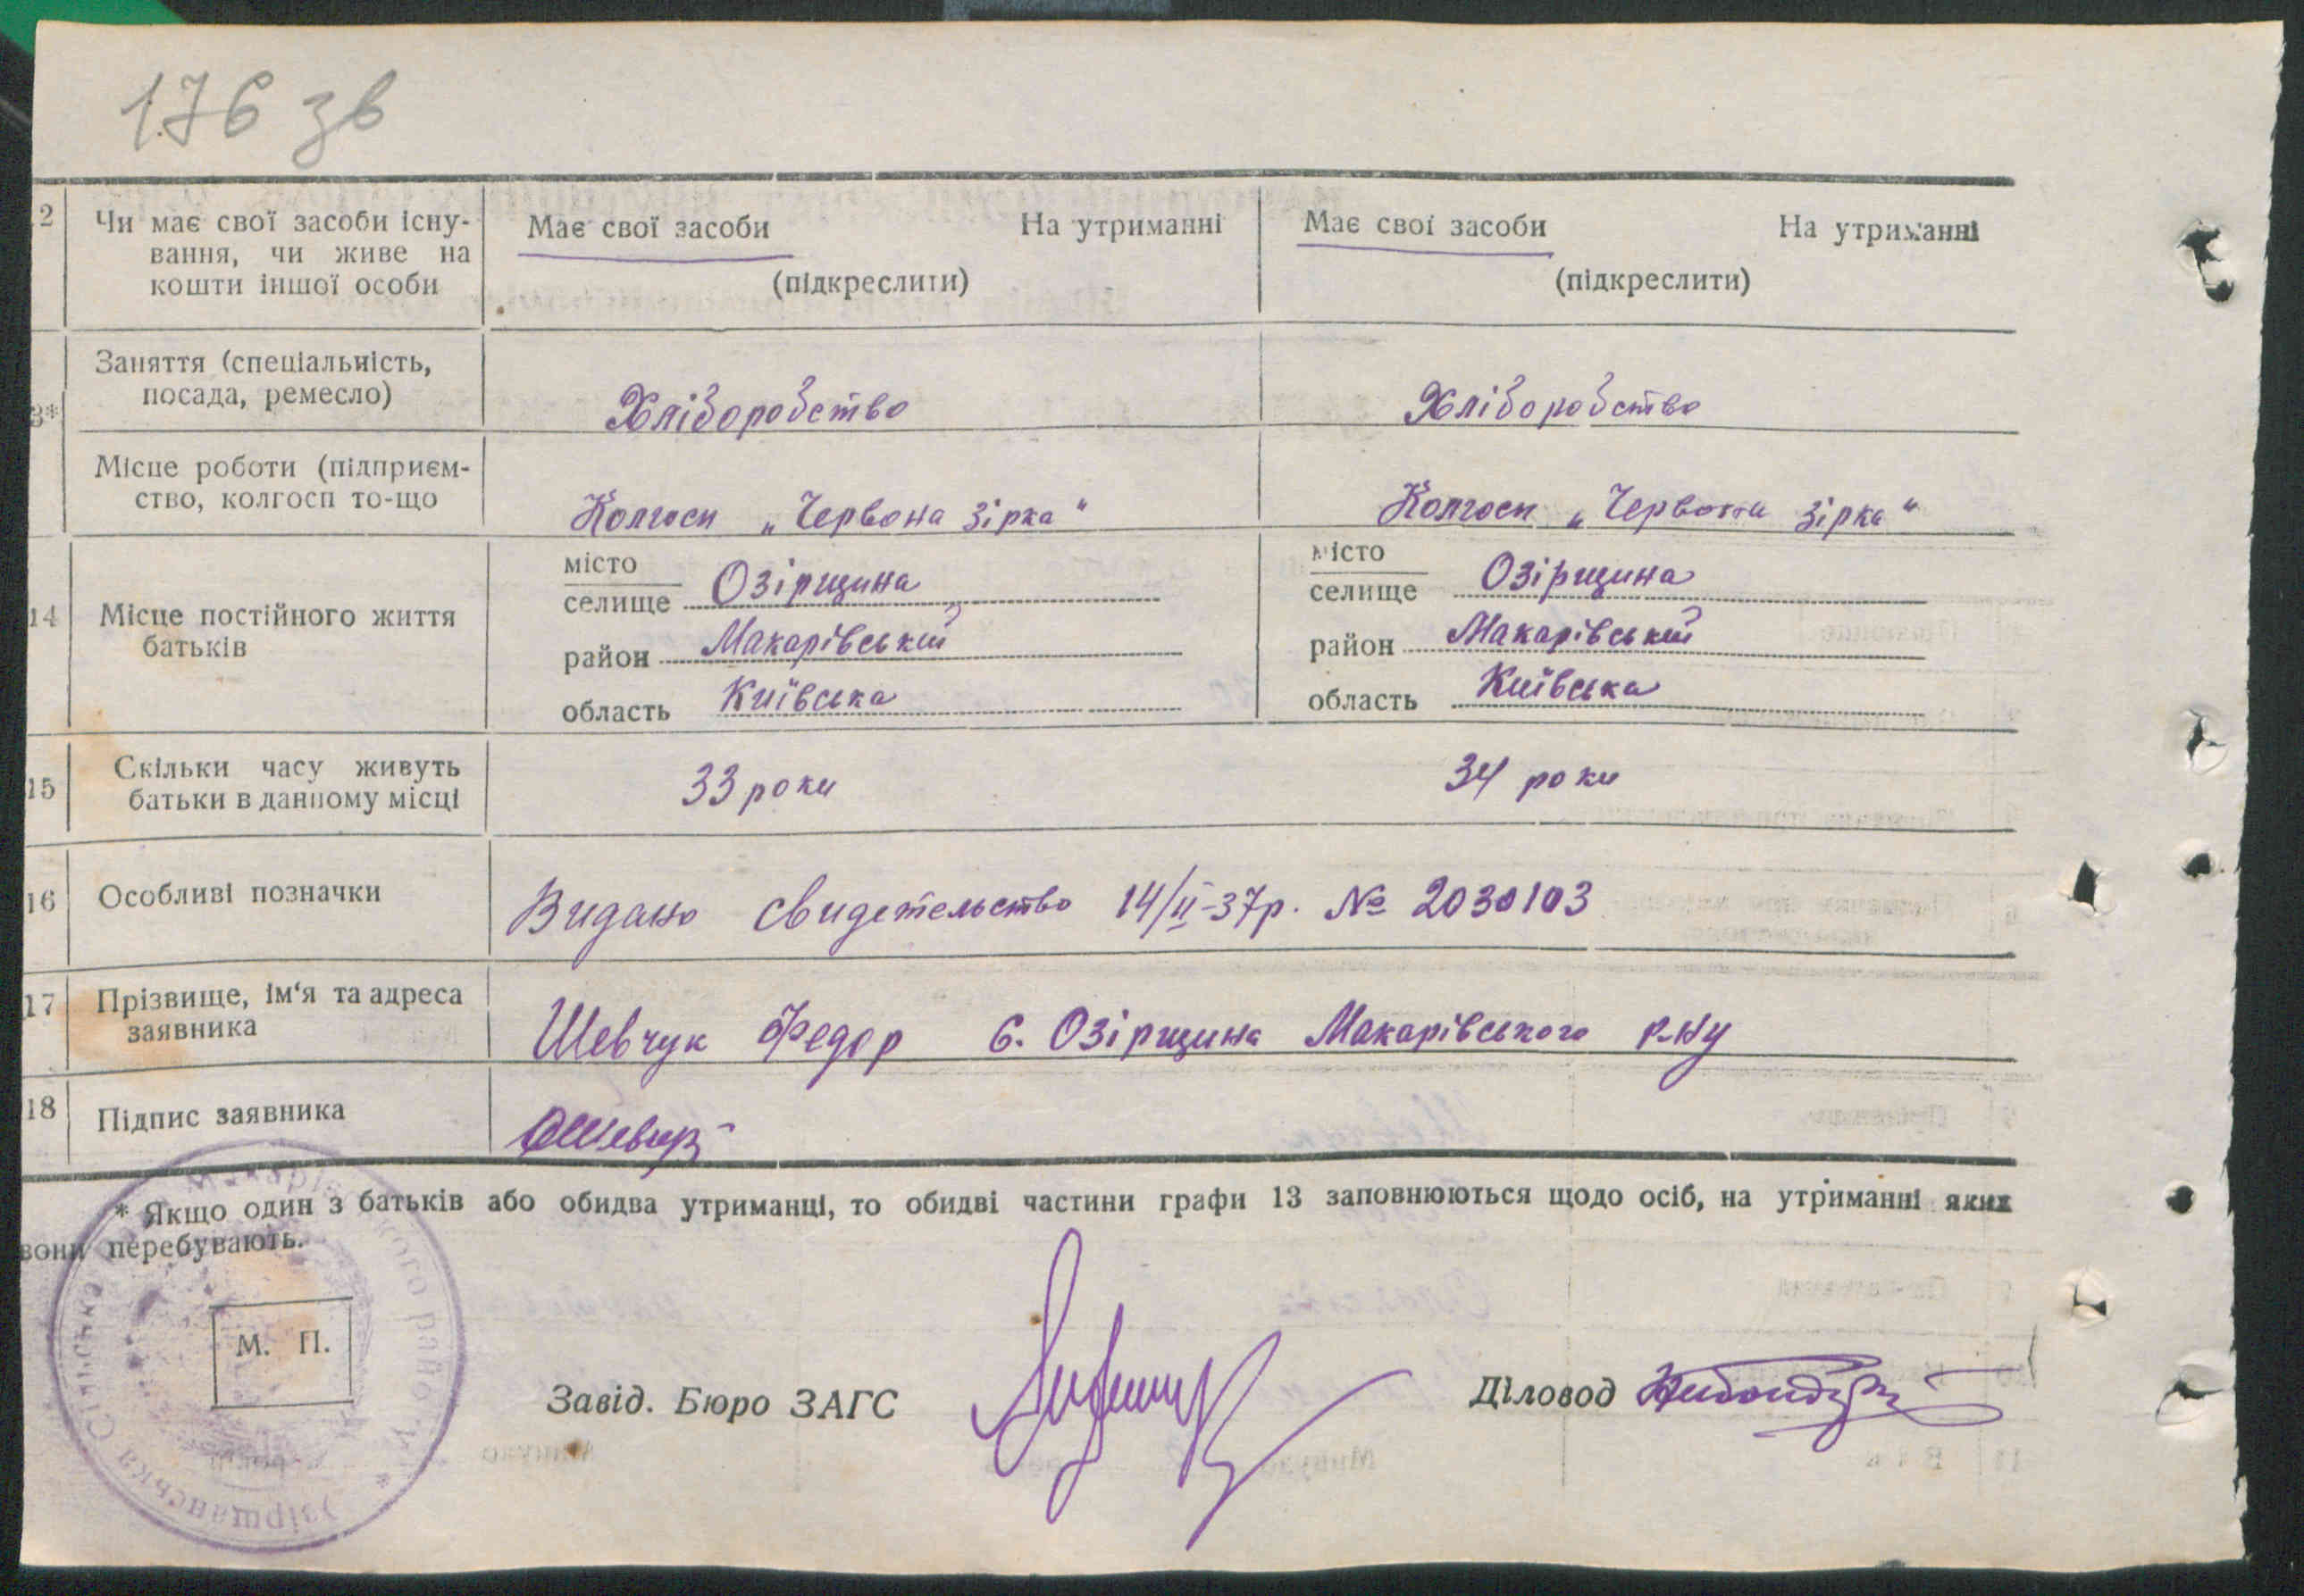 176 зв
2 Чи має свої засоби існу- Має свої засоби На утриманні Має свої засоби На утриманні
вання, чи живе на
кошти іншої особи (підкреслити) (підкреслити)
Заняття (спеціальність,
3* посада, ремесло) Хліборобство Хліборобство
Місце роботи (підприєм-
ство, колгосп то-що Колгосп „Червона зірка“ Колгосп „Червона зірка“
місто місто
селище Озірщина селище Озірщина
14 Місце постійного життя
батьків
район Макарівський район Макарівський
область Київська область Київська
15 Скільки часу живуть
батьки в данному місці 33 роки 34 роки
16 Особливі позначки Видано свидетельство 14/II-37р. № 2030103
17 Прізвище, ім‘я та адреса
заявника Шевчук Федор с. Озірщина Макарівського р-ну
18 Підпис заявника
* Якщо один з батьків або обидва утриманці, то обидві частини графи 13 заповнюються щодо осіб, на утриманні яких
вони перебувають.
М. П.
Завід. Бюро ЗАГС Діловод